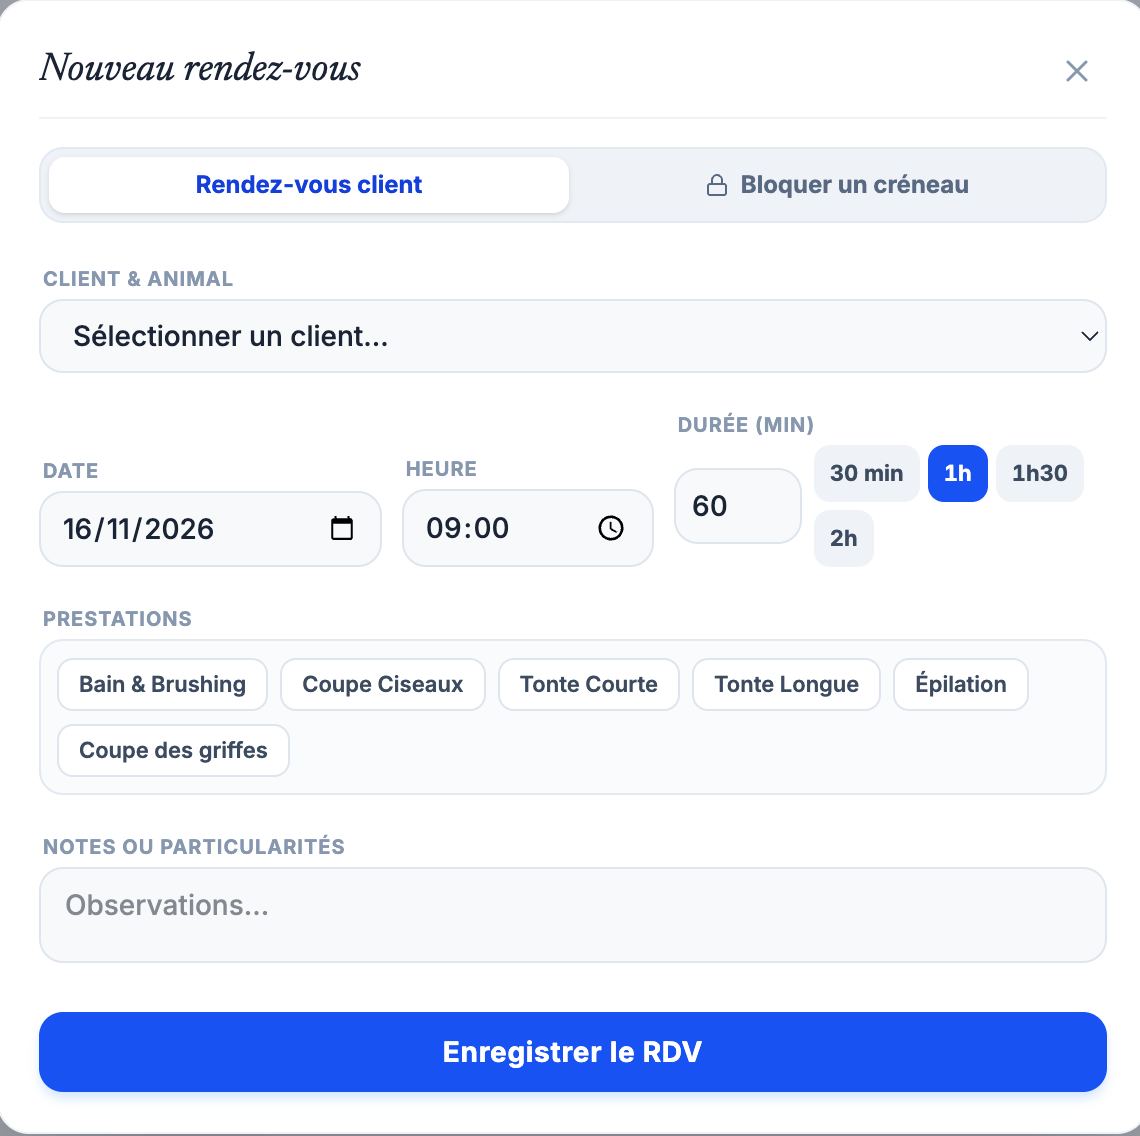 Nouveau rendez-vous
Rendez-vous client
Bloquer un créneau
CLIENT & ANIMAL
Sélectionner un client...
DATE
16/11/2026
HEURE
09:00
DURÉE (MIN)
60
30 min
1h
1h30
2h
PRESTATIONS
Bain & Brushing
Coupe Ciseaux
Tonte Courte
Tonte Longue
Épilation
Coupe des griffes
NOTES OU PARTICULARITÉS
Observations...
Enregistrer le RDV